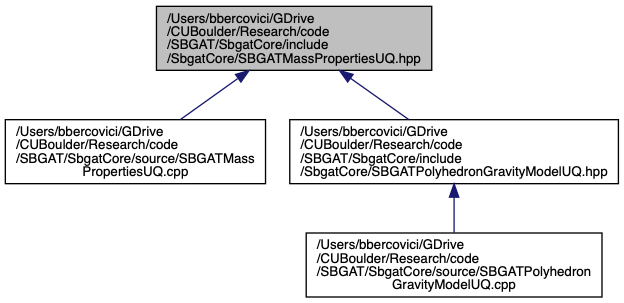 /Users/bbercovici/GDrive
/CUBoulder/Research/code
/SBGAT/SbgatCore/include
/SbgatCore/SBGATMassPropertiesUQ.hpp
/Users/bbercovici/GDrive
/CUBoulder/Research/code
/SBGAT/SbgatCore/source/SBGATMass
PropertiesUQ.cpp
/Users/bbercovici/GDrive
/CUBoulder/Research/code
/SBGAT/SbgatCore/include
/SbgatCore/SBGATPolyhedronGravityModelUQ.hpp
/Users/bbercovici/GDrive
/CUBoulder/Research/code
/SBGAT/SbgatCore/source/SBGATPolyhedron
GravityModelUQ.cpp